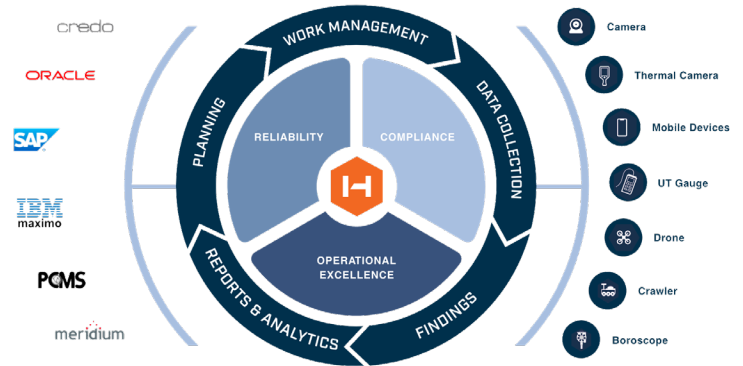 credo
ORACLE
SAP
IBM
maximo
PCMS
meridium
WORK MANAGEMENT
DATA COLLECTION
FINDINGS
REPORTS & ANALYTICS
PLANNING
RELIABILITY
COMPLIANCE
OPERATIONAL
EXCELLENCE
H
Camera
Thermal Camera
Mobile Devices
UT Gauge
Drone
Crawler
Boroscope